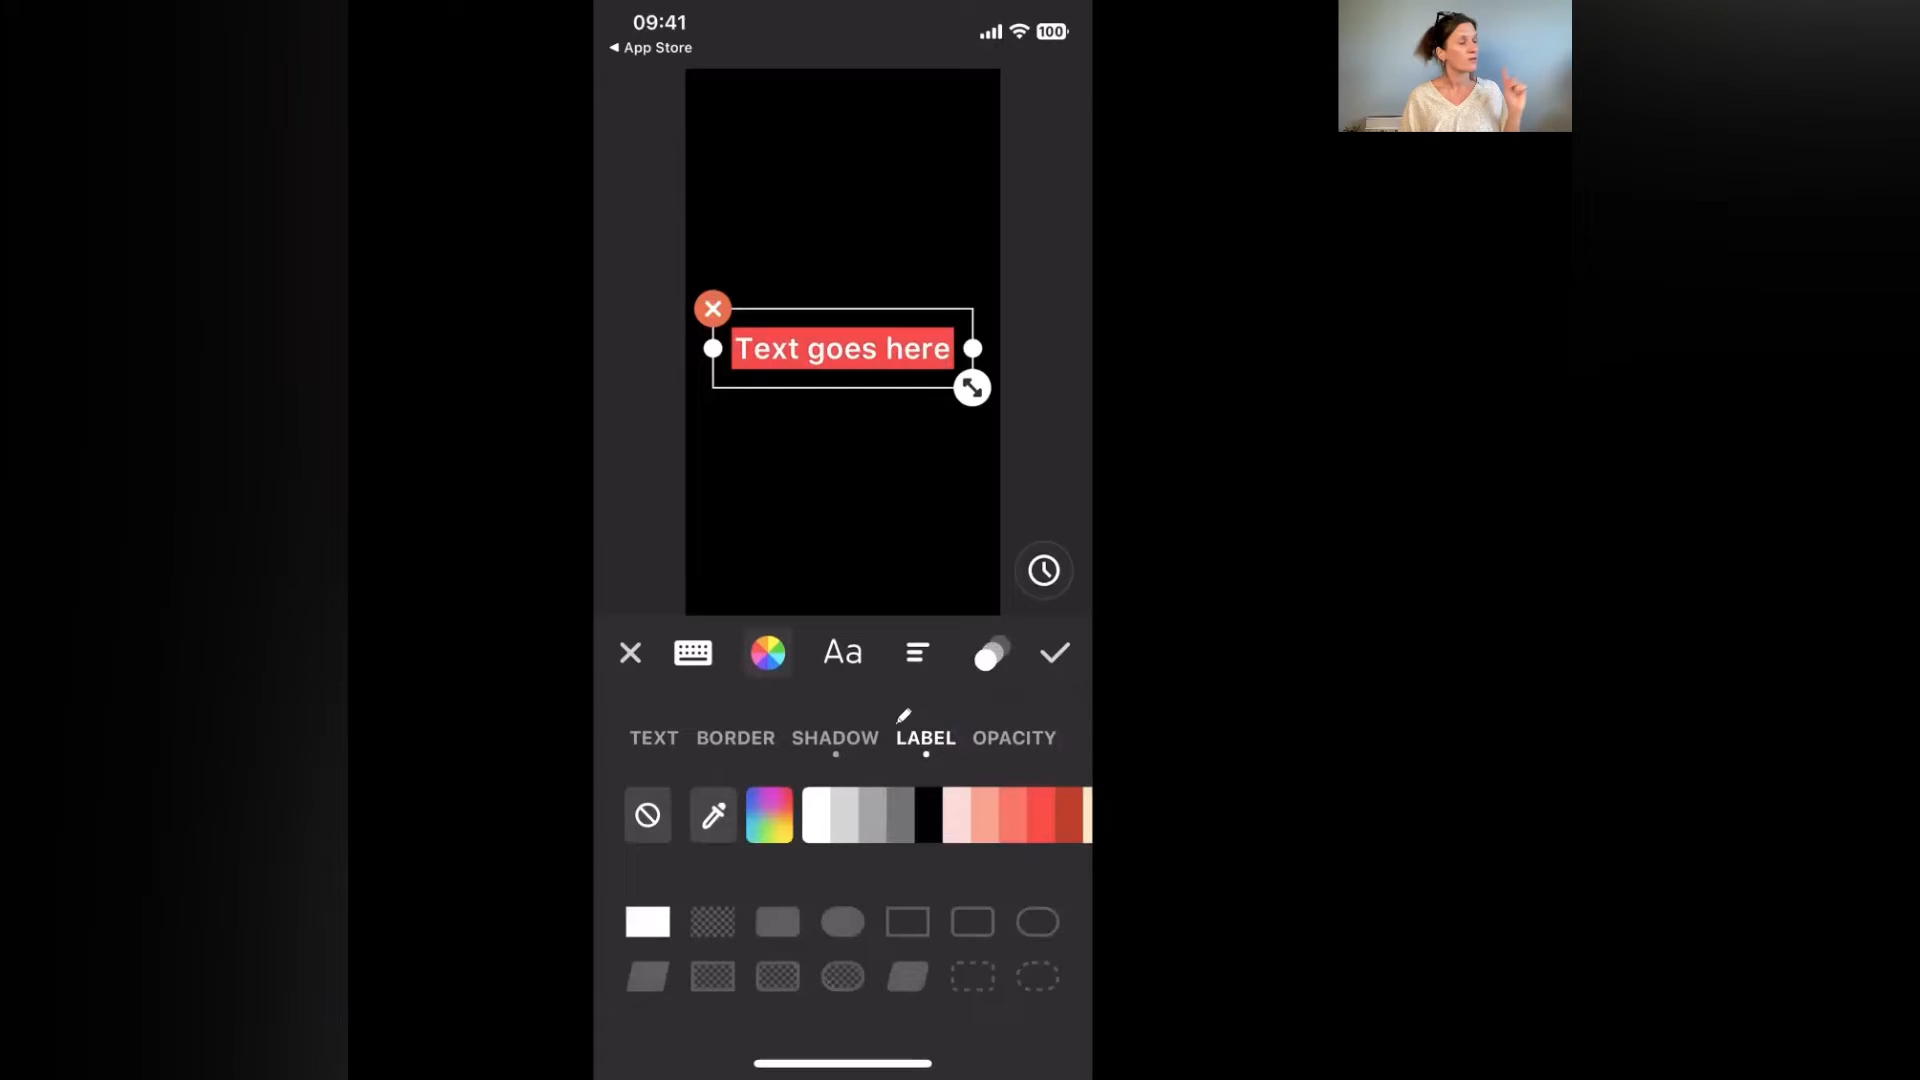 09:41
100
◀ App Store
Text goes here
Aa
TEXT BORDER SHADOW LABEL OPACITY